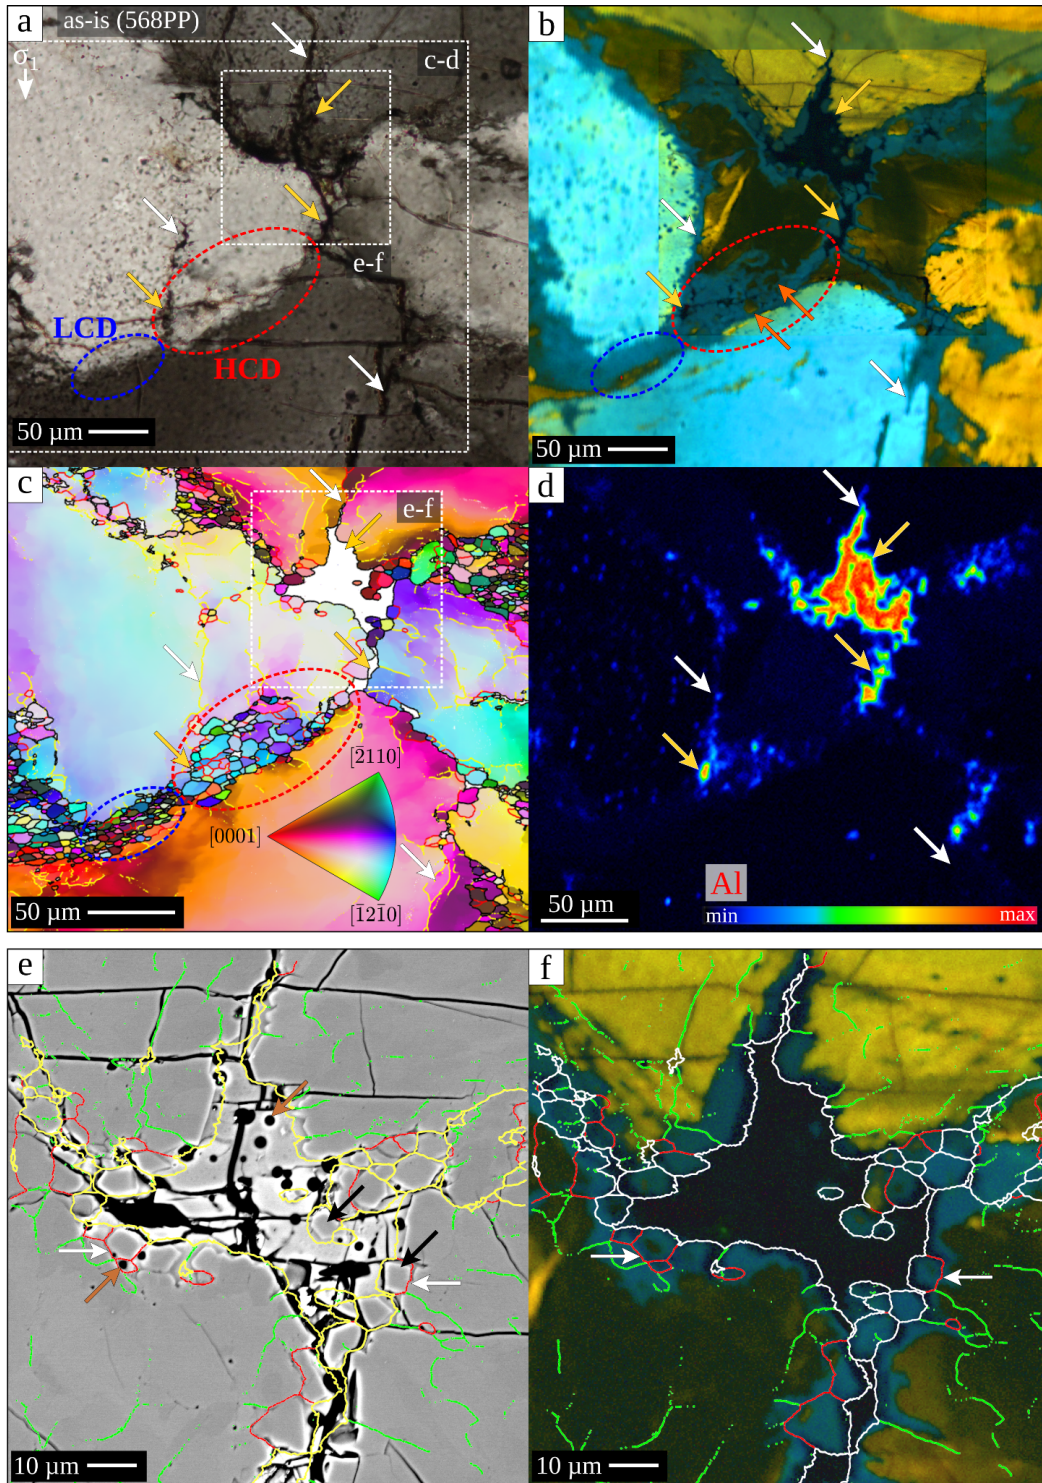 a
as-is (568PP)
σ1
c-d
e-f
LCD
HCD
50 µm
b
50 µm
c
e-f
[2̄110]
[0001]
[1̄21̄0]
50 µm
d
Al
50 µm
min
max
e
10 µm
f
10 µm